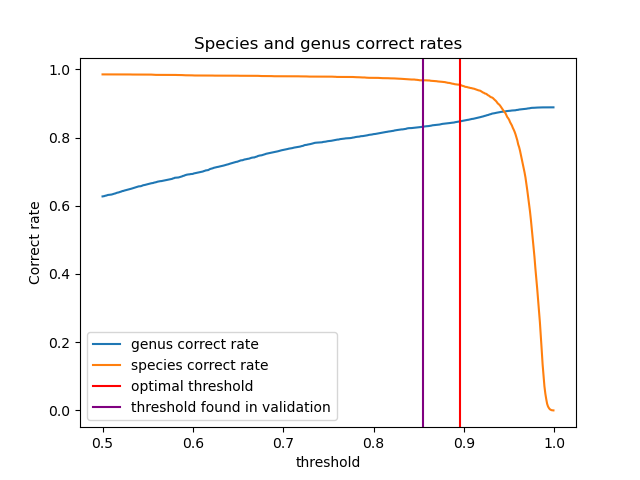 Species and genus correct rates
Correct rate
1.0
0.8
0.6
0.4
0.2
0.0
genus correct rate
species correct rate
optimal threshold
threshold found in validation
0.5 0.6 0.7 0.8 0.9 1.0
threshold